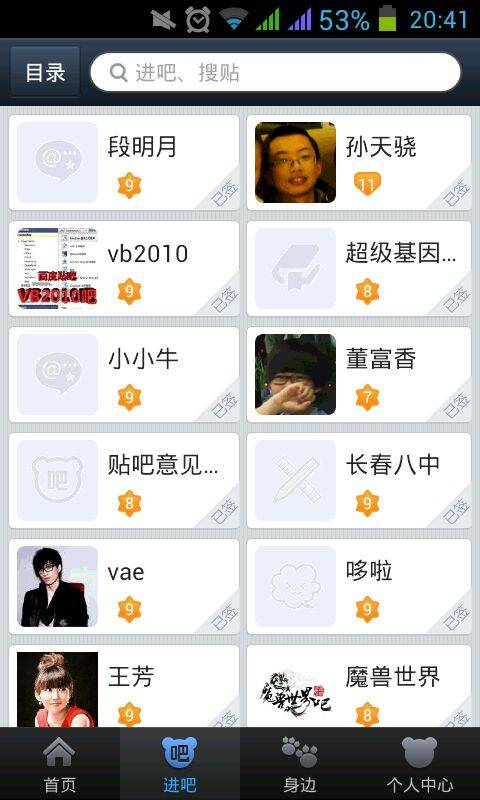 53% 20:41
目录
进吧、搜贴
段明月
9
已签
孙天骁
11
已签
百度贴吧
VB2010吧
vb2010
9
已签
超级基因...
8
已签
小小牛
9
已签
董富香
7
已签
吧
贴吧意见...
8
已签
长春八中
9
已签
vae
9
已签
哆啦
9
已签
王芳
9
魔兽世界吧
魔兽世界
8
吧
首页
进吧
身边
个人中心